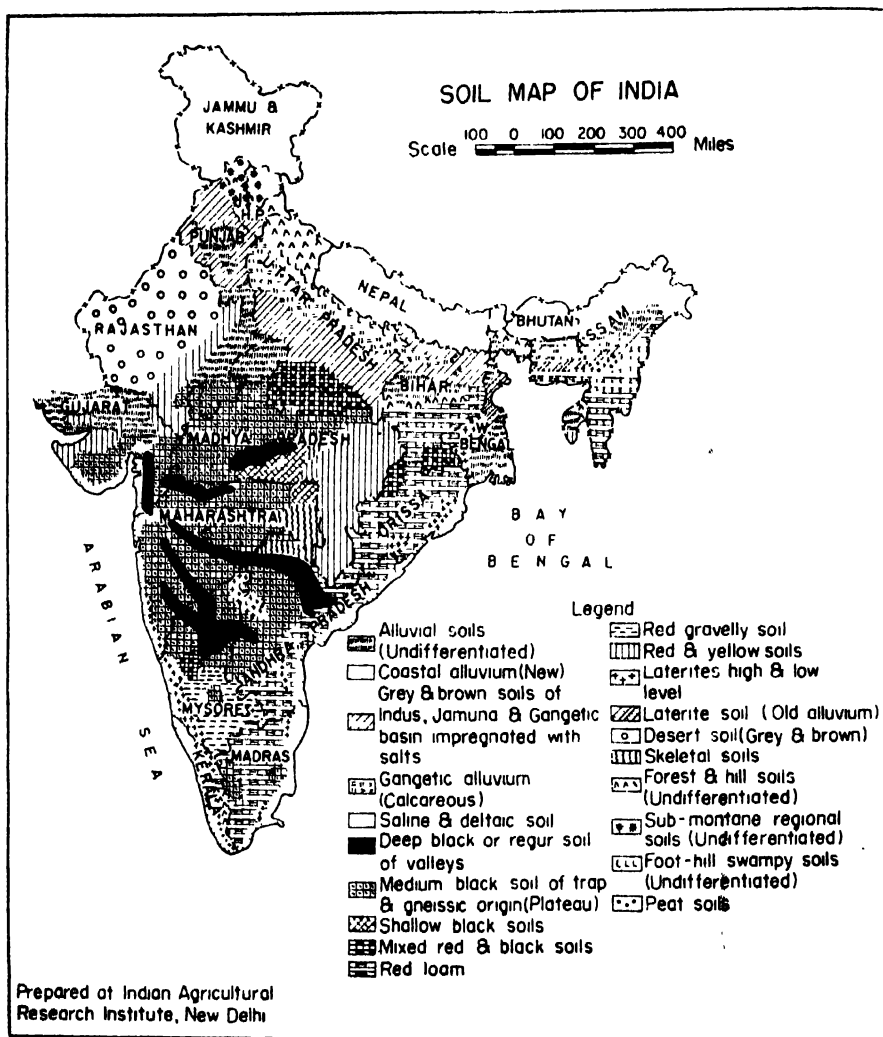 SOIL MAP OF INDIA
100 0 100 200 300 400
Scale Miles
JAMMU &
KASHMIR
H.P.
PUNJAB
UTTAR PRADESH
NEPAL
BHUTAN
ASSAM
RAJASTHAN
BIHAR
GUJARAT
MADHYA PRADESH
W.
BENGAL
MAHARASHTRA
ORISSA
BAY
OF
BENGAL
ARABIAN SEA
ANDHRA PRADESH
MYSORE
MADRAS
KERALA
Legend
Alluvial soils
(Undifferentiated)
Coastal alluvium(New)
Grey & brown soils of
Indus, Jamuna & Gangetic
basin impregnated with
salts
Gangetic alluvium
(Calcareous)
Saline & deltaic soil
Deep black or regur soil
of valleys
Medium black soil of trap
& gneissic origin(Plateau)
Shallow black soils
Mixed red & black soils
Red loam
Red gravelly soil
Red & yellow soils
Laterites high & low
level
Laterite soil (Old alluvium)
Desert soil(Grey & brown)
Skeletal soils
Forest & hill soils
(Undifferentiated)
Sub-montane regional
soils (Undifferentiated)
Foot-hill swampy soils
(Undifferentiated)
Peat soils
Prepared at Indian Agricultural
Research Institute, New Delhi